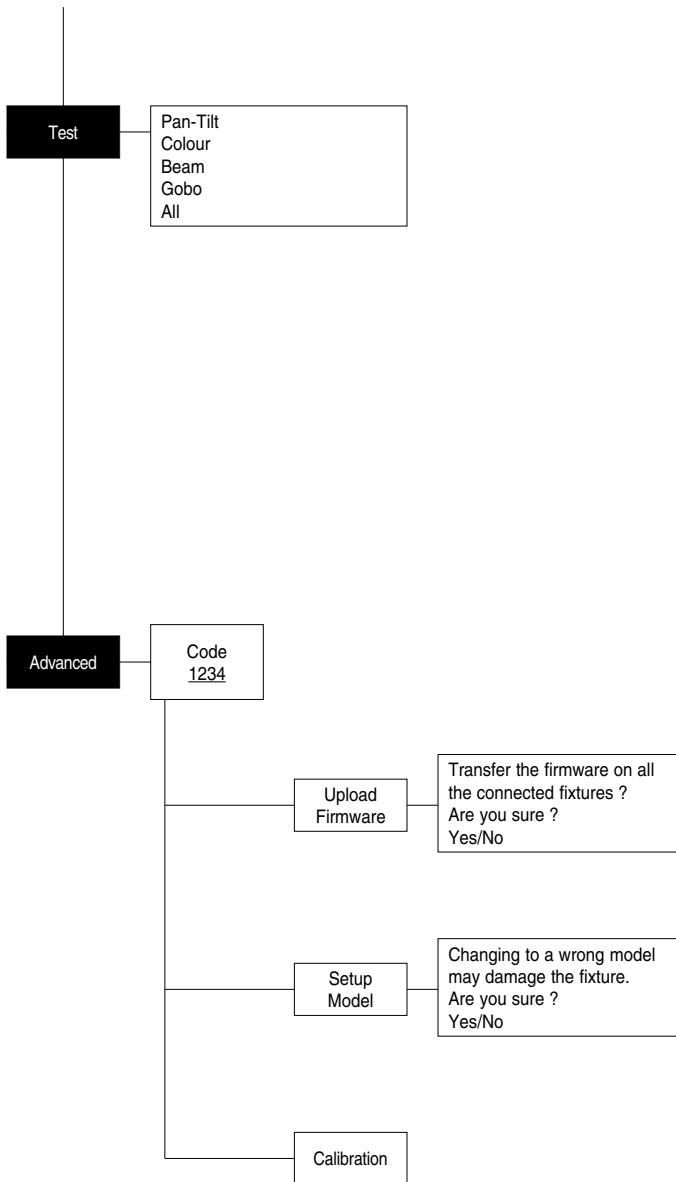 Test
Pan-Tilt
Colour
Beam
Gobo
All
Advanced
Code
1234
Upload
Firmware
Transfer the firmware on all
the connected fixtures ?
Are you sure ?
Yes/No
Setup
Model
Changing to a wrong model
may damage the fixture.
Are you sure ?
Yes/No
Calibration